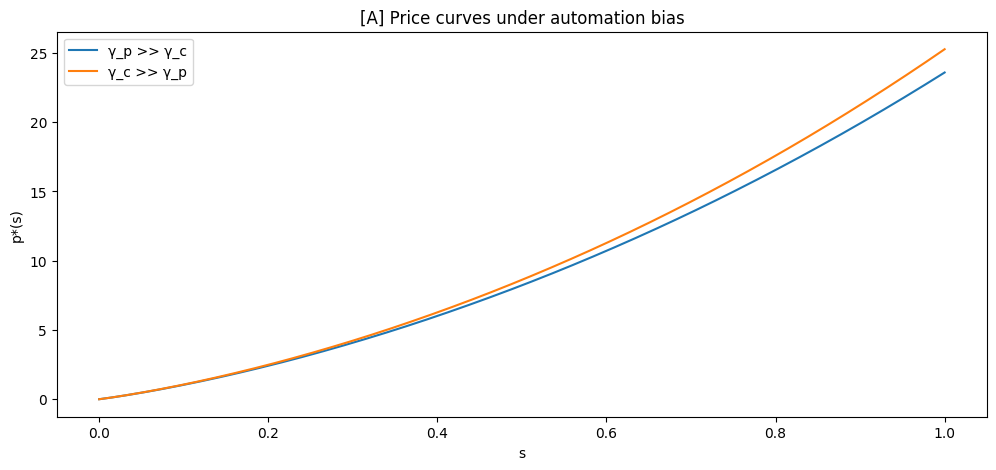 [A] Price curves under automation bias
γ_p >> γ_c
γ_c >> γ_p
p*(s)
25
20
15
10
5
0
0.0
0.2
0.4
0.6
0.8
1.0
s